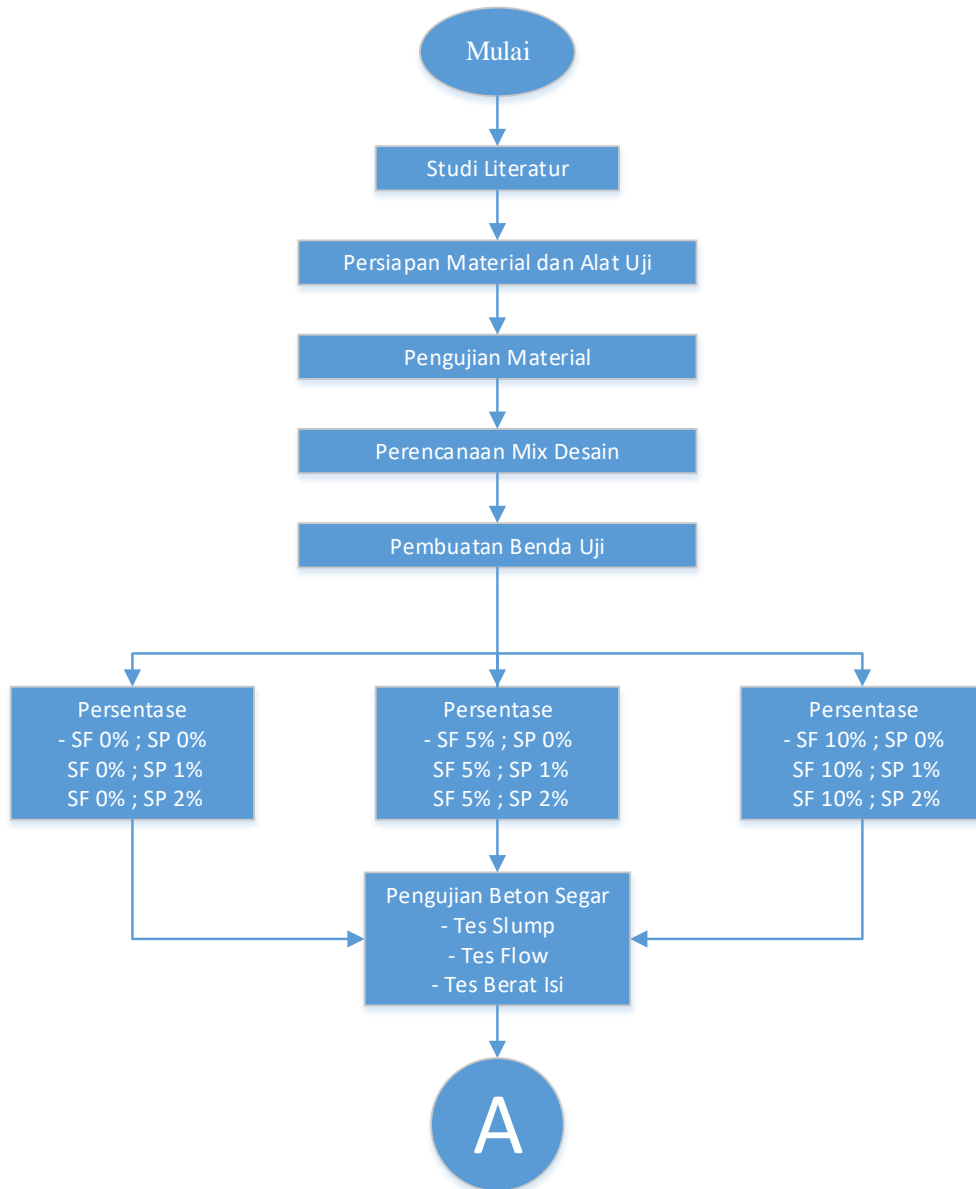 Mulai
Studi Literatur
Persiapan Material dan Alat Uji
Pengujian Material
Perencanaan Mix Desain
Pembuatan Benda Uji
Persentase
- SF 0% ; SP 0%
SF 0% ; SP 1%
SF 0% ; SP 2%
Persentase
- SF 5% ; SP 0%
SF 5% ; SP 1%
SF 5% ; SP 2%
Persentase
- SF 10% ; SP 0%
SF 10% ; SP 1%
SF 10% ; SP 2%
Pengujian Beton Segar
- Tes Slump
- Tes Flow
- Tes Berat Isi
A